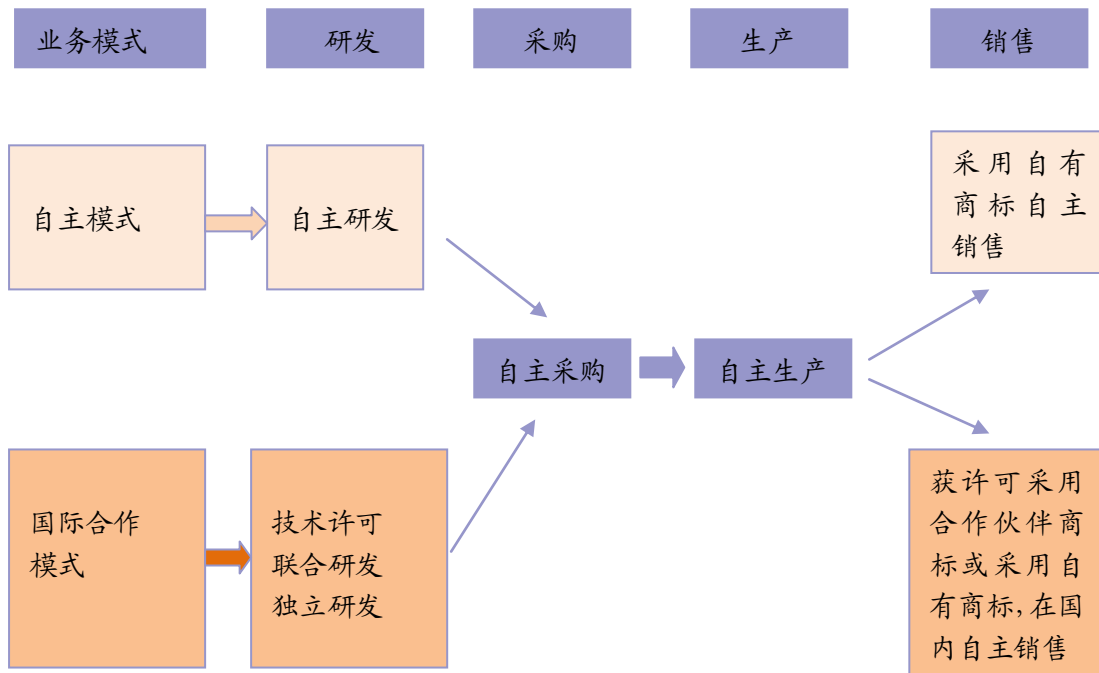 业务模式
研发
采购
生产
销售
自主模式
自主研发
采用自有
商标自主
销售
自主采购
自主生产
国际合作
模式
技术许可
联合研发
独立研发
获许可采用
合作伙伴商
标或采用自
有商标,在国
内自主销售